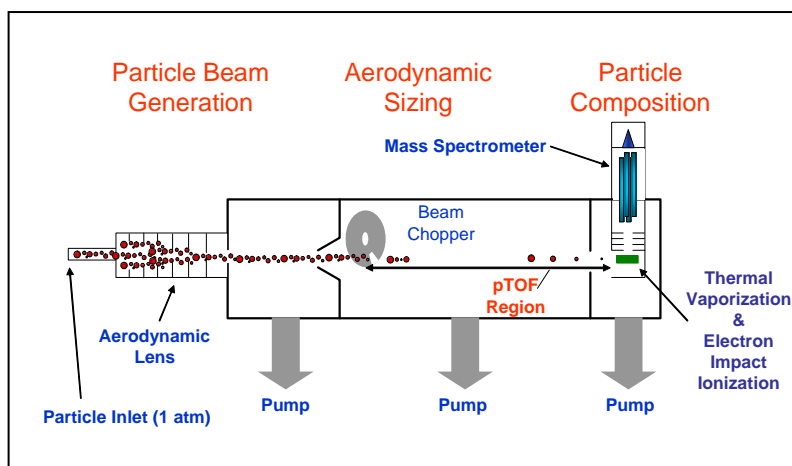 Particle Beam
Generation
Aerodynamic
Sizing
Particle
Composition
Mass Spectrometer
Beam
Chopper
pTOF
Region
Thermal
Vaporization
&
Electron
Impact
Ionization
Aerodynamic
Lens
Particle Inlet (1 atm)
Pump
Pump
Pump